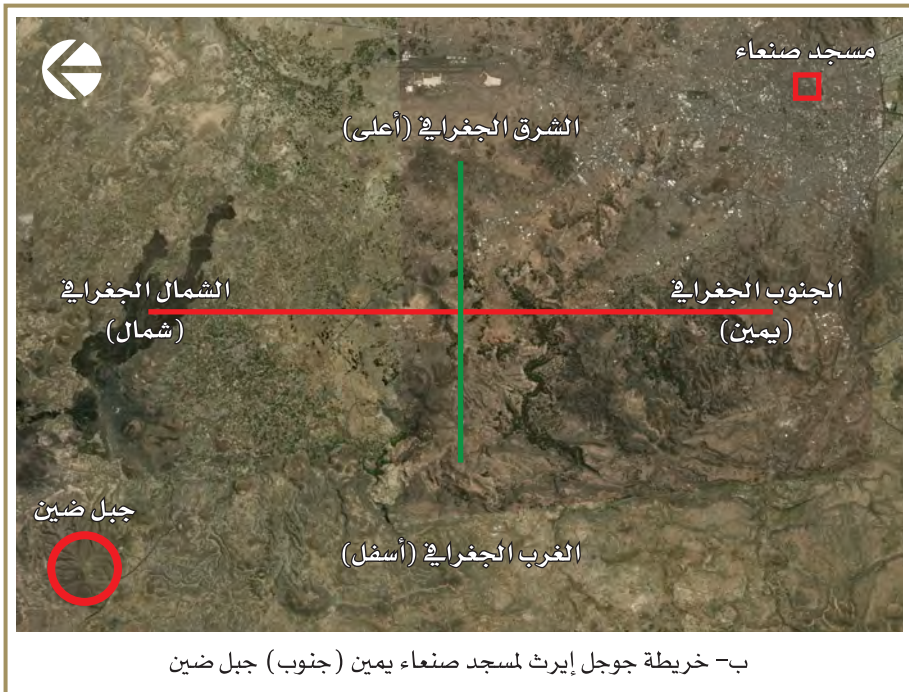 مسجد صنعاء
الشرق الجغرافي (أعلى)
الجنوب الجغرافي
(يمين)
الشمال الجغرافي
(شمال)
جبل ضين
الغرب الجغرافي (أسفل)
ب- خريطة جوجل إيرث لمسجد صنعاء يمين (جنوب) جبل ضين